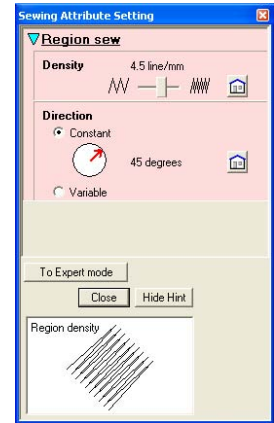 Sewing Attribute Setting
Region sew
Density 4.5 line/mm
Direction
Constant
45 degrees
Variable
To Expert mode
Close Hide Hint
Region density